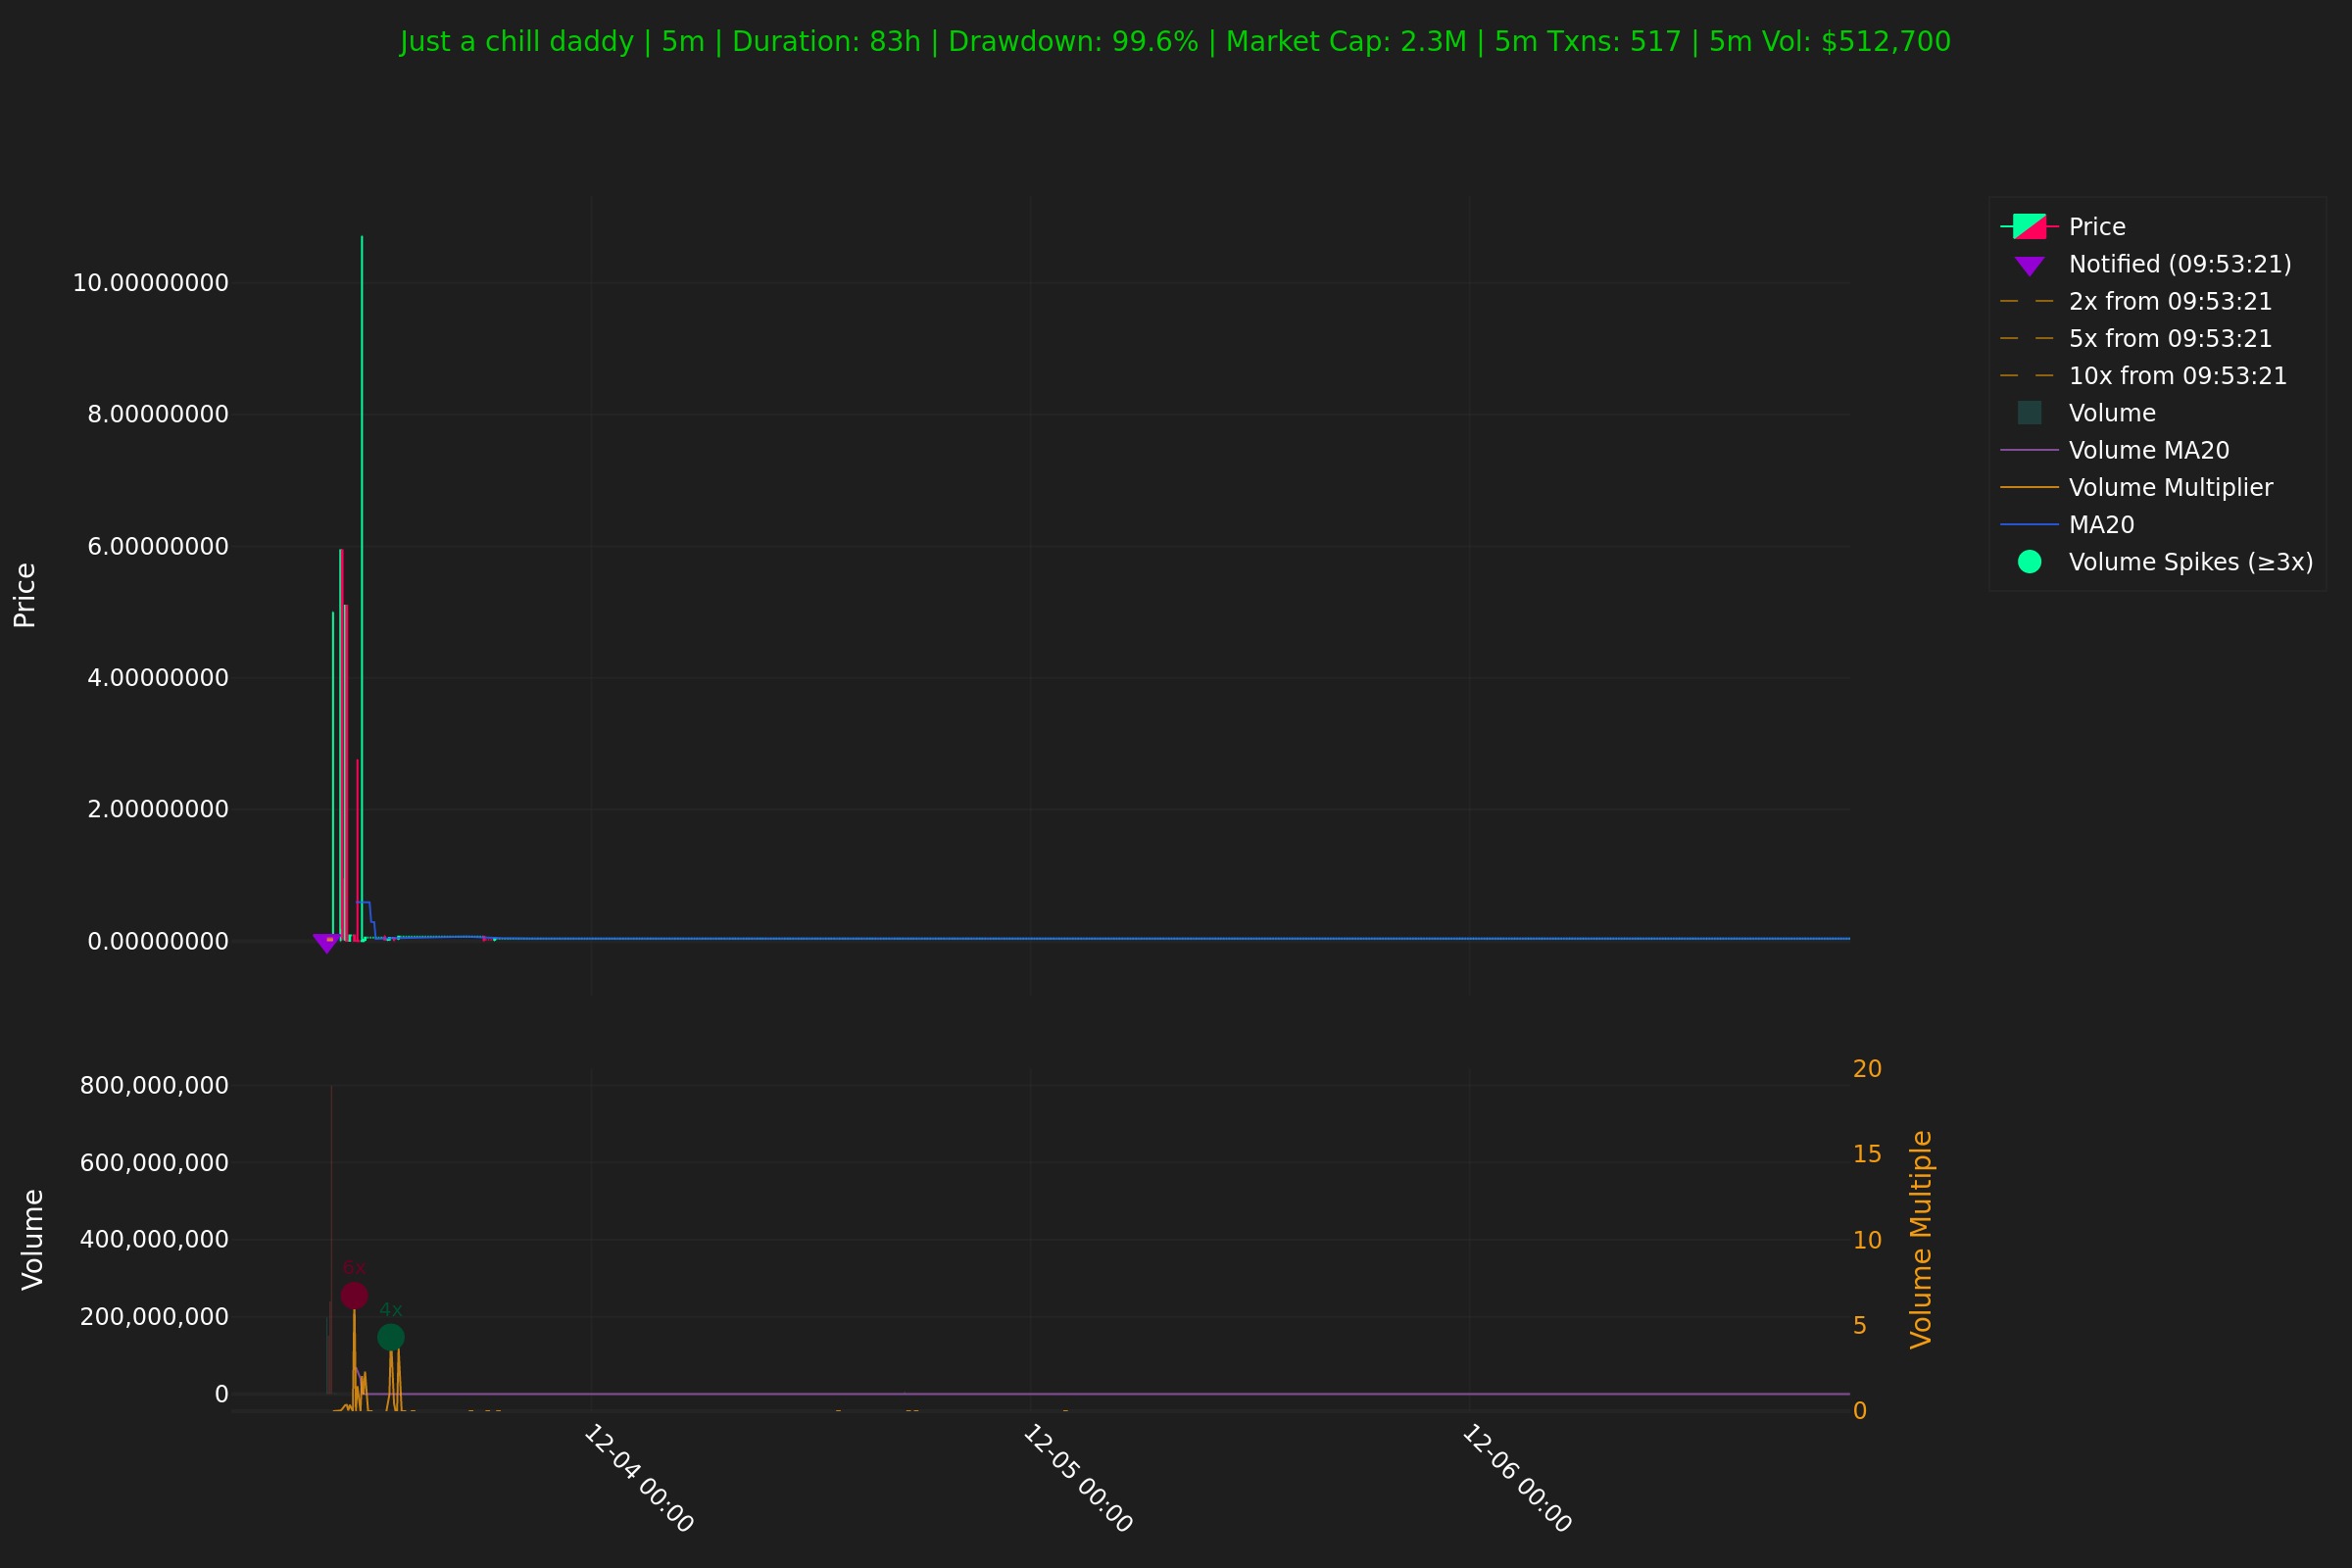 Just a chill daddy | 5m | Duration: 83h | Drawdown: 99.6% | Market Cap: 2.3M | 5m Txns: 517 | 5m Vol: $512,700
Price
10.00000000
8.00000000
6.00000000
4.00000000
2.00000000
0.00000000
Price
Notified (09:53:21)
2x from 09:53:21
5x from 09:53:21
10x from 09:53:21
Volume
Volume MA20
Volume Multiplier
MA20
Volume Spikes (≥3x)
Volume
800,000,000
600,000,000
400,000,000
200,000,000
0
6x
4x
20
15
10
5
0
Volume Multiple
12-04 00:00
12-05 00:00
12-06 00:00